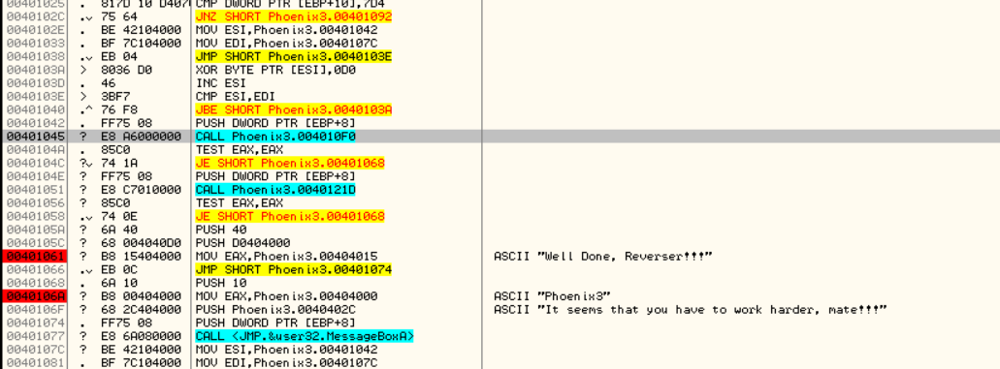 00401025 . 817D 10 D407( CMP DWORD PTR [EBP+10],7D4
0040102C .v 75 64 JNZ SHORT Phoenix3.00401092
0040102E . BE 42104000 MOV ESI,Phoenix3.00401042
00401033 . BF 7C104000 MOV EDI,Phoenix3.0040107C
00401038 .v EB 04 JMP SHORT Phoenix3.0040103E
0040103A > 8036 D0 XOR BYTE PTR [ESI],0D0
0040103D . 46 INC ESI
0040103E > 3BF7 CMP ESI,EDI
00401040 .^ 76 F8 JBE SHORT Phoenix3.0040103A
00401042 . FF75 08 PUSH DWORD PTR [EBP+8]
00401045 ? E8 A6000000 CALL Phoenix3.004010F0
0040104A . 85C0 TEST EAX,EAX
0040104C ?v 74 1A JE SHORT Phoenix3.00401068
0040104E ? FF75 08 PUSH DWORD PTR [EBP+8]
00401051 ? E8 C7010000 CALL Phoenix3.0040121D
00401056 ? 85C0 TEST EAX,EAX
00401058 .v 74 0E JE SHORT Phoenix3.00401068
0040105A ? 6A 40 PUSH 40
0040105C ? 68 004040D0 PUSH D0404000
00401061 ? B8 15404000 MOV EAX,Phoenix3.00404015 ASCII "Well Done, Reverser!!!"
00401066 .v EB 0C JMP SHORT Phoenix3.00401074
00401068 . 6A 10 PUSH 10
0040106A ? B8 00404000 MOV EAX,Phoenix3.00404000 ASCII "Phoenix3"
0040106F ? 68 2C404000 PUSH Phoenix3.0040402C ASCII "It seems that you have to work harder, mate!!!"
00401074 . FF75 08 PUSH DWORD PTR [EBP+8]
00401077 ? E8 6A080000 CALL <JMP.&user32.MessageBoxA>
0040107C ? BE 42104000 MOV ESI,Phoenix3.00401042
00401081 . BF 7C104000 MOV EDI,Phoenix3.0040107C